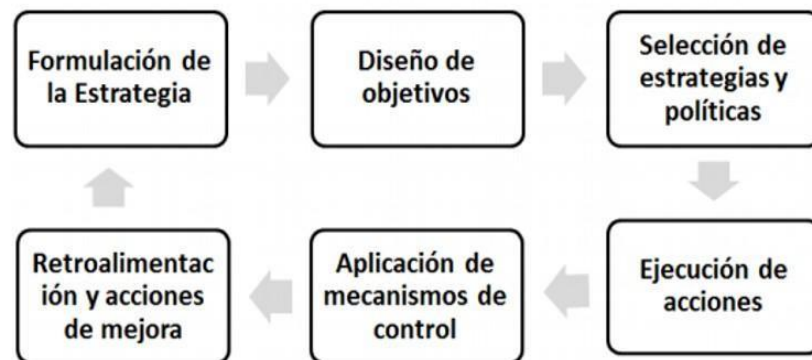 Formulación de
la Estrategia
Diseño de
objetivos
Selección de
estrategias y
políticas
Ejecución de
acciones
Aplicación de
mecanismos de
control
Retroalimentac
ión y acciones
de mejora